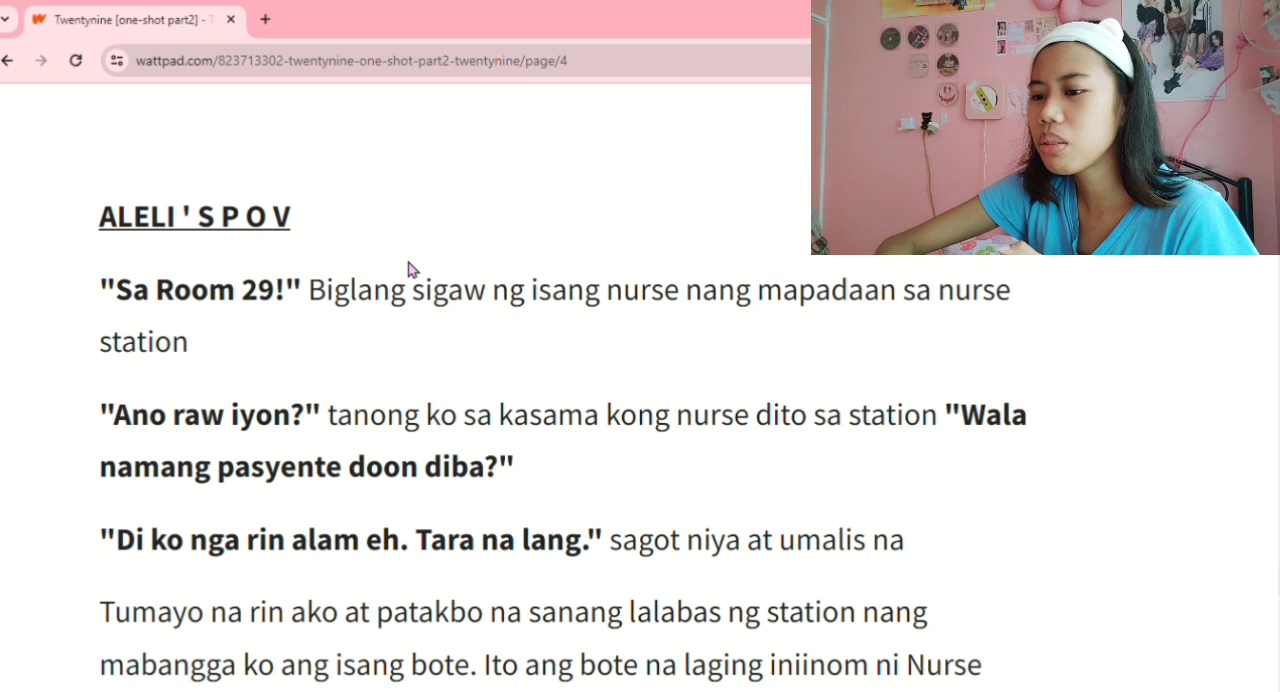 Twentynine [one-shot part2] - T
wattpad.com/823713302-twentynine-one-shot-part2-twentynine/page/4
ALELI ' S P O V
"Sa Room 29!" Biglang sigaw ng isang nurse nang mapadaan sa nurse
station
"Ano raw iyon?" tanong ko sa kasama kong nurse dito sa station "Wala
namang pasyente doon diba?"
"Di ko nga rin alam eh. Tara na lang." sagot niya at umalis na
Tumayo na rin ako at patakbo na sanang lalabas ng station nang
mabangga ko ang isang bote. Ito ang bote na laging iniinom ni Nurse